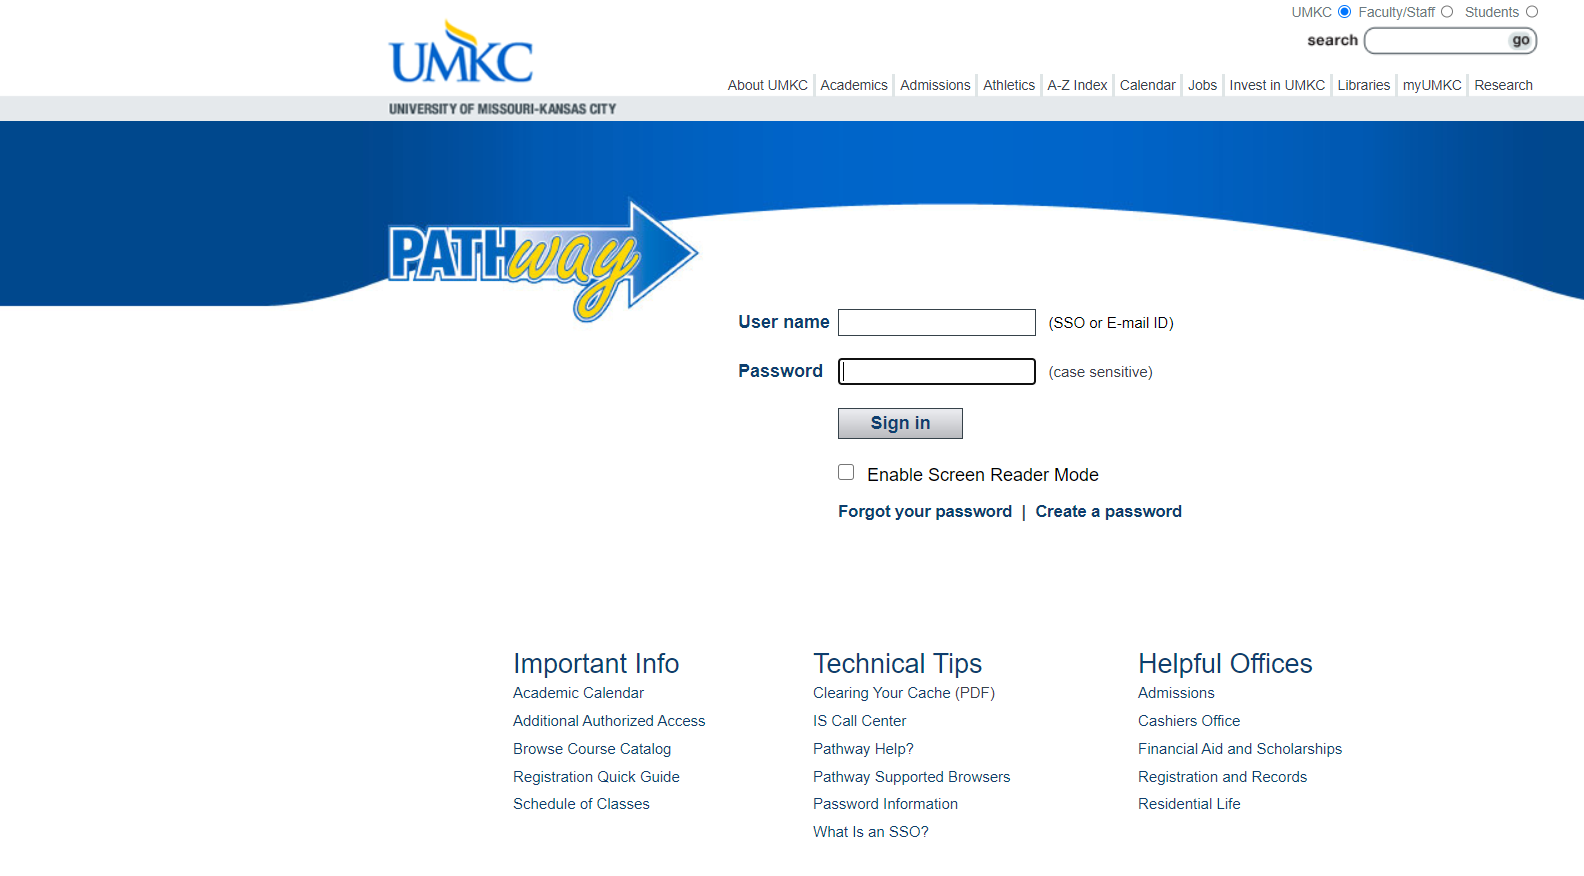 UMKC Faculty/Staff Students
search go
UMKC
About UMKC Academics Admissions Athletics A-Z Index Calendar Jobs Invest in UMKC Libraries myUMKC Research
UNIVERSITY OF MISSOURI-KANSAS CITY
PATHway
User name (SSO or E-mail ID)
Password (case sensitive)
Sign in
Enable Screen Reader Mode
Forgot your password | Create a password
Important Info
Academic Calendar
Additional Authorized Access
Browse Course Catalog
Registration Quick Guide
Schedule of Classes
Technical Tips
Clearing Your Cache (PDF)
IS Call Center
Pathway Help?
Pathway Supported Browsers
Password Information
What Is an SSO?
Helpful Offices
Admissions
Cashiers Office
Financial Aid and Scholarships
Registration and Records
Residential Life